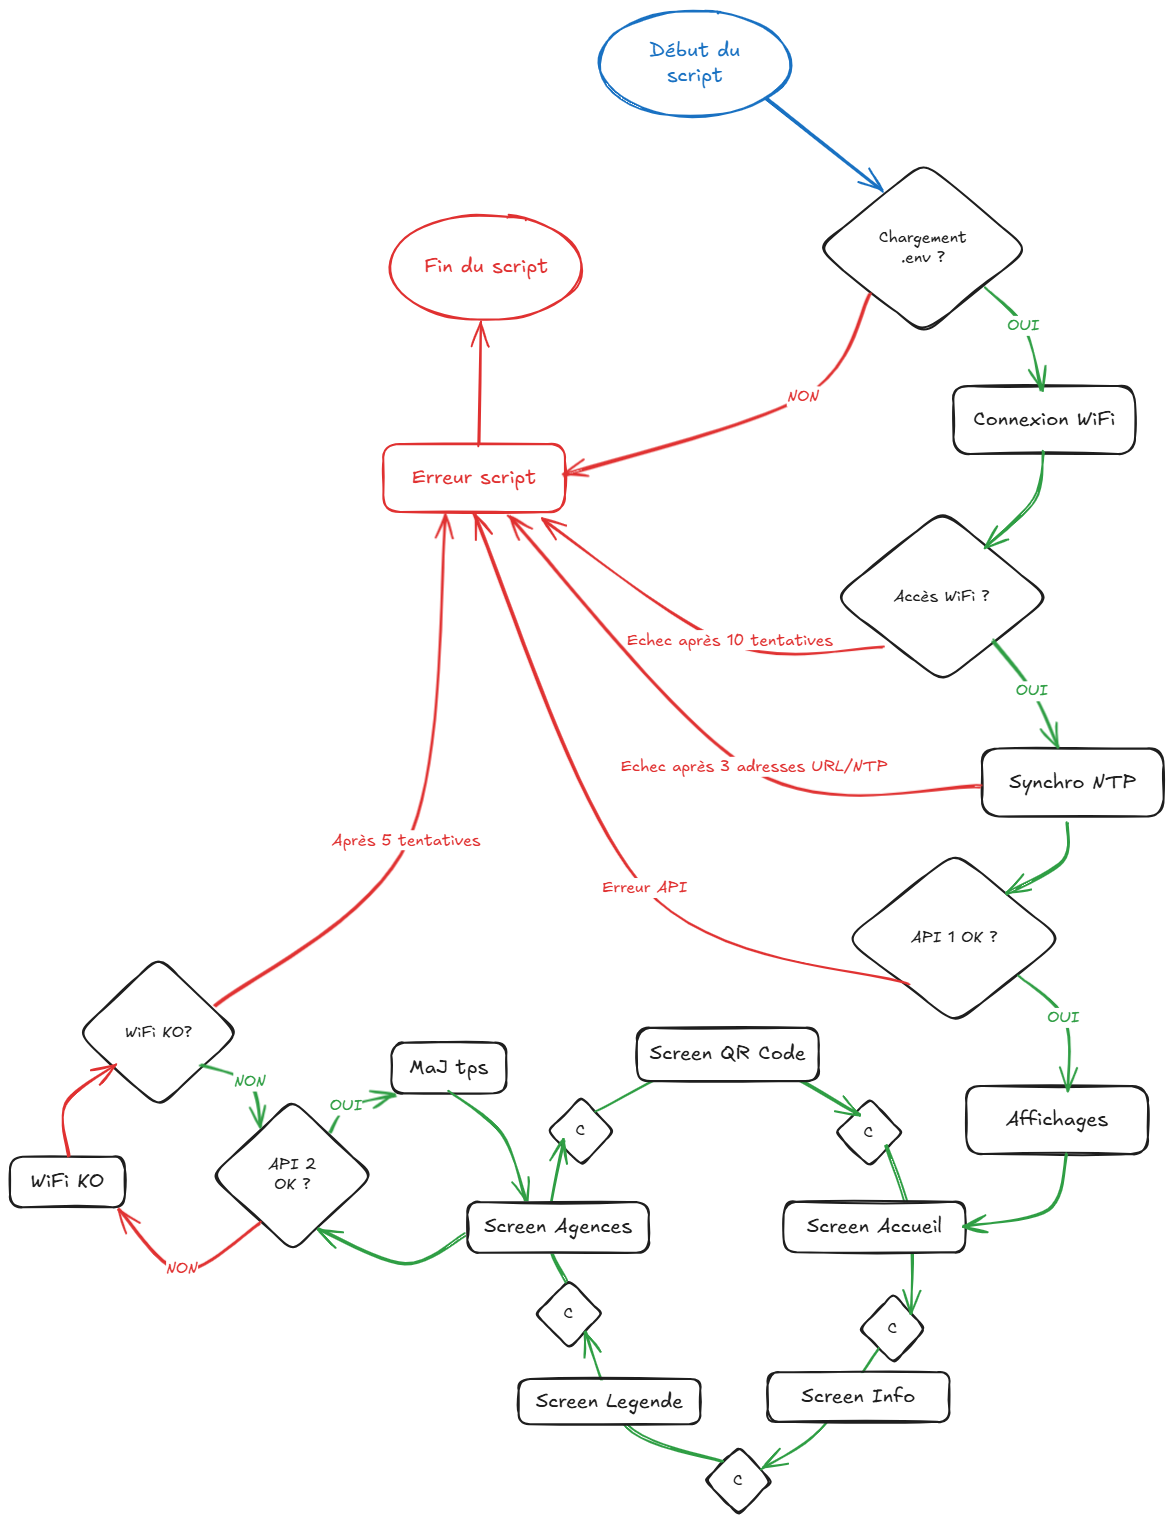 Début du
script
Chargement
.env ?
Fin du script
OUI
NON
Connexion WiFi
Erreur script
Accès WiFi ?
Echec après 10 tentatives
OUI
Echec après 3 adresses URL/NTP
Synchro NTP
Après 5 tentatives
Erreur API
API 1 OK ?
OUI
WiFi KO?
Screen QR Code
MaJ tps
NON
OUI
Affichages
C
C
API 2
OK ?
WiFi KO
Screen Agences
Screen Accueil
NON
C
C
Screen Legende
Screen Info
C